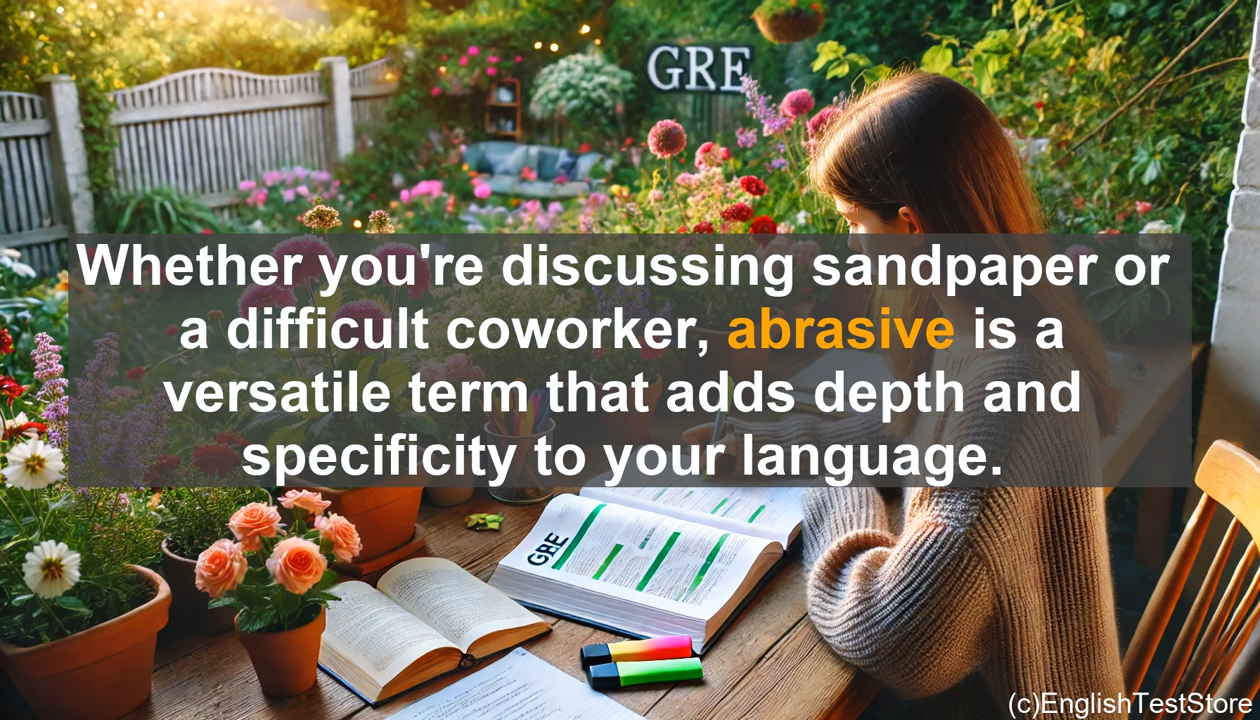 GRE
Whether you're discussing sandpaper or
a difficult coworker, abrasive is a
versatile term that adds depth and
specificity to your language.
GBE
(c)EnglishTestStore